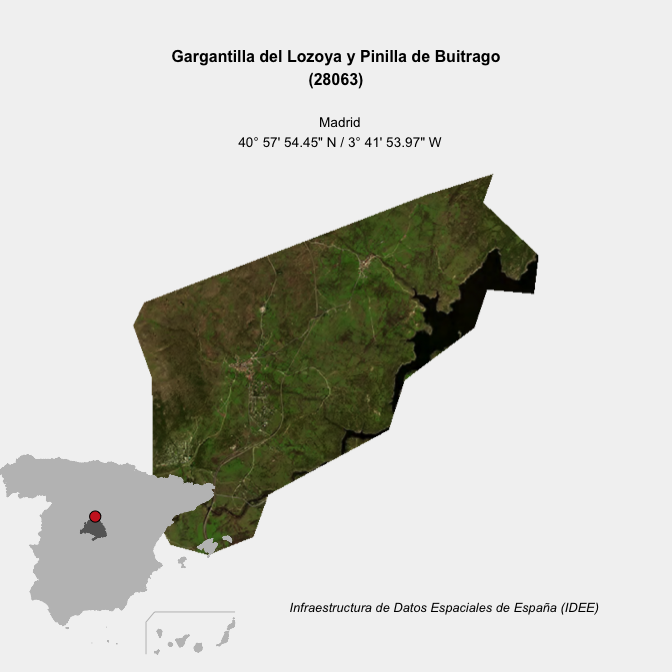 Gargantilla del Lozoya y Pinilla de Buitrago
(28063)
Madrid
40° 57' 54.45" N / 3° 41' 53.97" W
Infraestructura de Datos Espaciales de España (IDEE)